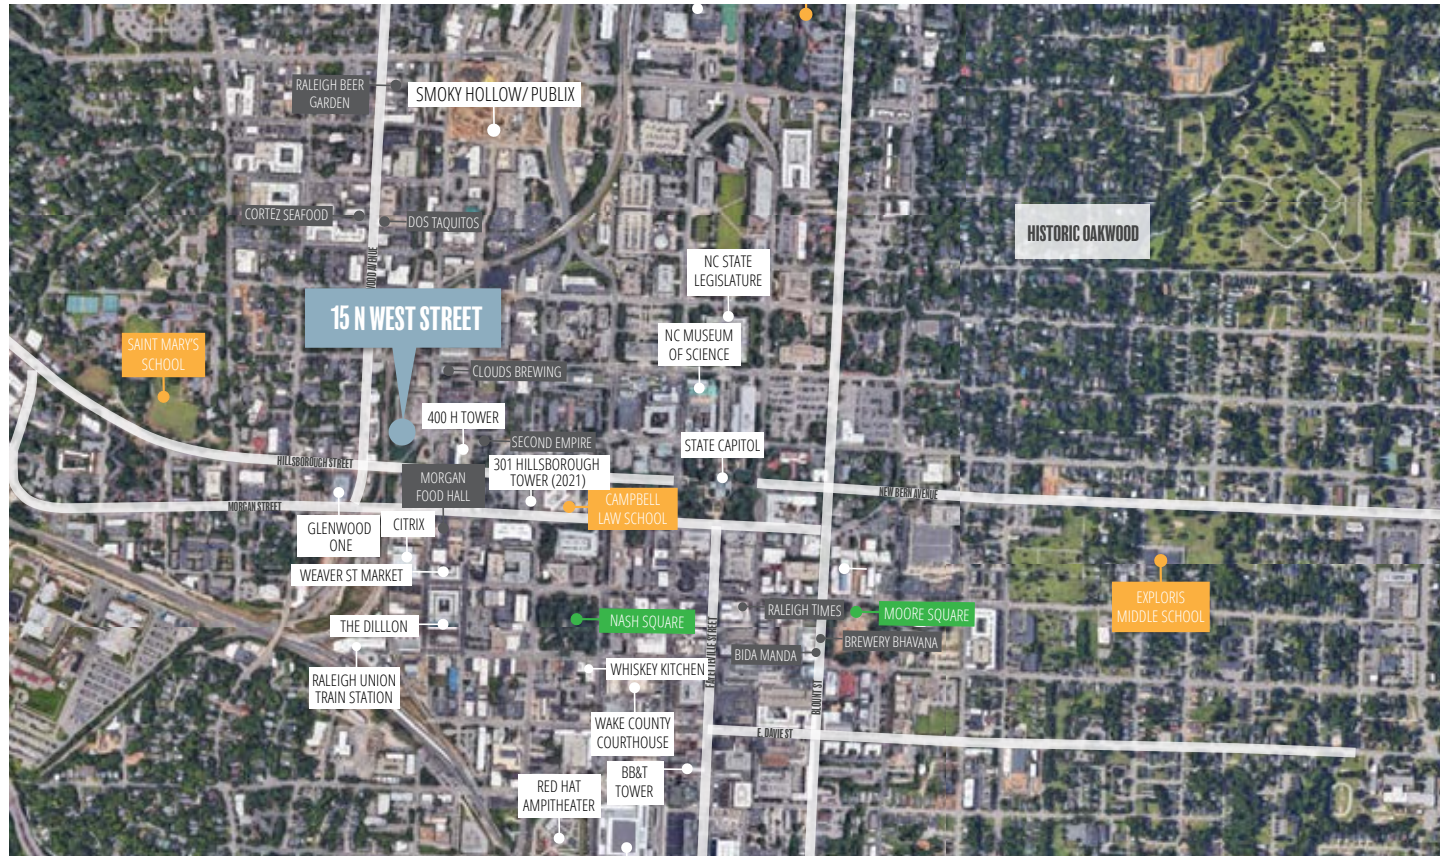 RALEIGH BEER
GARDEN
SMOKY HOLLOW/ PUBLIX
CORTEZ SEAFOOD
DOS TAQUITOS
HISTORIC OAKWOOD
NC STATE
LEGISLATURE
15 N WEST STREET
NC MUSEUM
OF SCIENCE
SAINT MARY'S
SCHOOL
CLOUDS BREWING
400 H TOWER
SECOND EMPIRE
STATE CAPITOL
HILLSBOROUGH STREET
301 HILLSBOROUGH
TOWER (2021)
MORGAN
FOOD HALL
CAMPBELL
LAW SCHOOL
NEW BERN AVENUE
MORGAN STREET
GLENWOOD
ONE
CITRIX
WEAVER ST MARKET
EXPLORIS
MIDDLE SCHOOL
RALEIGH TIMES
MOORE SQUARE
NASH SQUARE
THE DILLLON
BREWERY BHAVANA
BIDA MANDA
FAYETTEVILLE STREET
WHISKEY KITCHEN
RALEIGH UNION
TRAIN STATION
BLOUNT ST
WAKE COUNTY
COURTHOUSE
E. DAVIE ST
BB&T
TOWER
RED HAT
AMPITHEATER